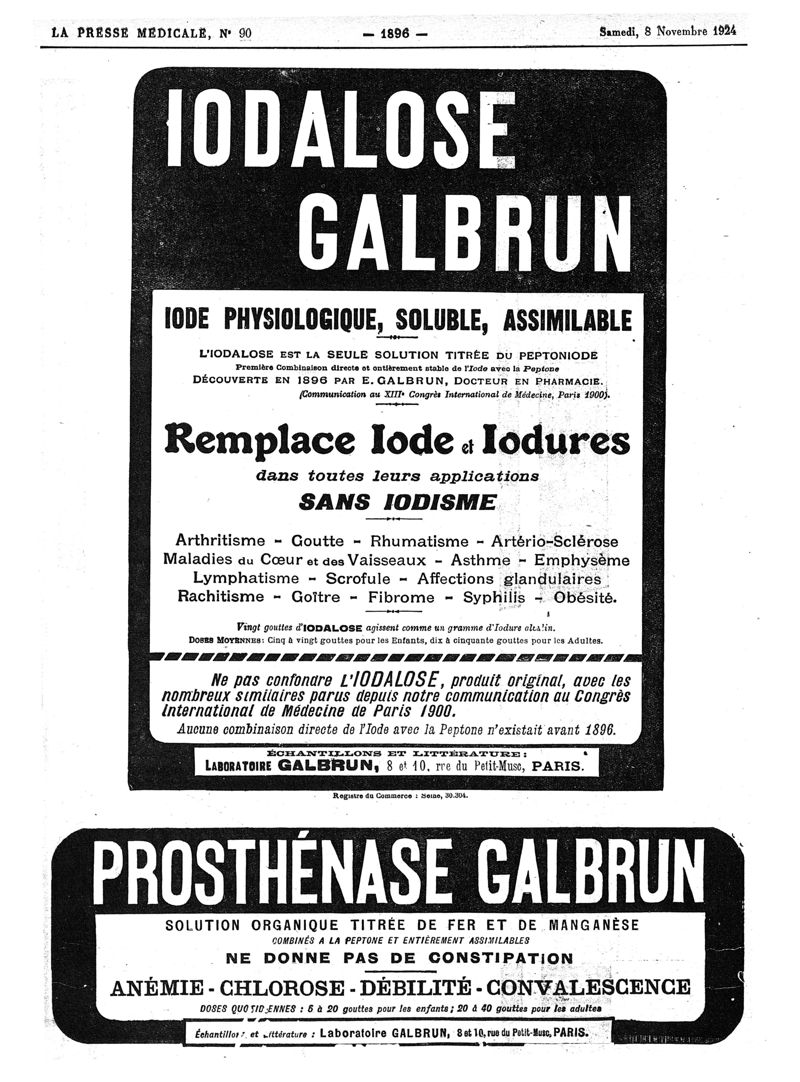 LA PRESSE MÉDICALE, N° 90
— 1896 —
Samedi, 8 Novembre 1924
IODALOSE
GALBRUN
IODE PHYSIOLOGIQUE, SOLUBLE, ASSIMILABLE
L'IODALOSE EST LA SEULE SOLUTION TITRÉE DU PEPTONIODE
Première Combinaison directe et entièrement stable de l'Iode avec la Peptone
DÉCOUVERTE EN 1896 PAR E. GALBRUN, DOCTEUR EN PHARMACIE.
(Communication au XIIIe Congrès International de Médecine, Paris 1900).
Remplace Iode et Iodures
dans toutes leurs applications
SANS IODISME
Arthritisme - Goutte - Rhumatisme - Artério-Sclérose
Maladies du Cœur et des Vaisseaux - Asthme - Emphysème
Lymphatisme - Scrofule - Affections glandulaires
Rachitisme - Goître - Fibrome - Syphilis - Obésité.
Vingt gouttes d'IODALOSE agissent comme un gramme d'Iodure alcalin.
DOSES MOYENNES: Cinq à vingt gouttes pour les Enfants, dix à cinquante gouttes pour les Adultes.
Ne pas confondre L'IODALOSE, produit original, avec les
nombreux similaires parus depuis notre communication au Congrès
International de Médecine de Paris 1900.
Aucune combinaison directe de l'Iode avec la Peptone n'existait avant 1896.
ÉCHANTILLONS ET LITTÉRATURE:
LABORATOIRE GALBRUN, 8 et 10, rue du Petit-Musc, PARIS.
Registre du Commerce : Seine, 30.304.
PROSTHÉNASE GALBRUN
SOLUTION ORGANIQUE TITRÉE DE FER ET DE MANGANÈSE
COMBINÉS A LA PEPTONE ET ENTIÈREMENT ASSIMILABLES
NE DONNE PAS DE CONSTIPATION
ANÉMIE - CHLOROSE - DÉBILITÉ - CONVALESCENCE
DOSES QUOTIDIENNES : 5 à 20 gouttes pour les enfants; 20 à 40 gouttes pour les adultes
Échantillons et Littérature : Laboratoire GALBRUN, 8 et 10, rue du Petit-Musc, PARIS.